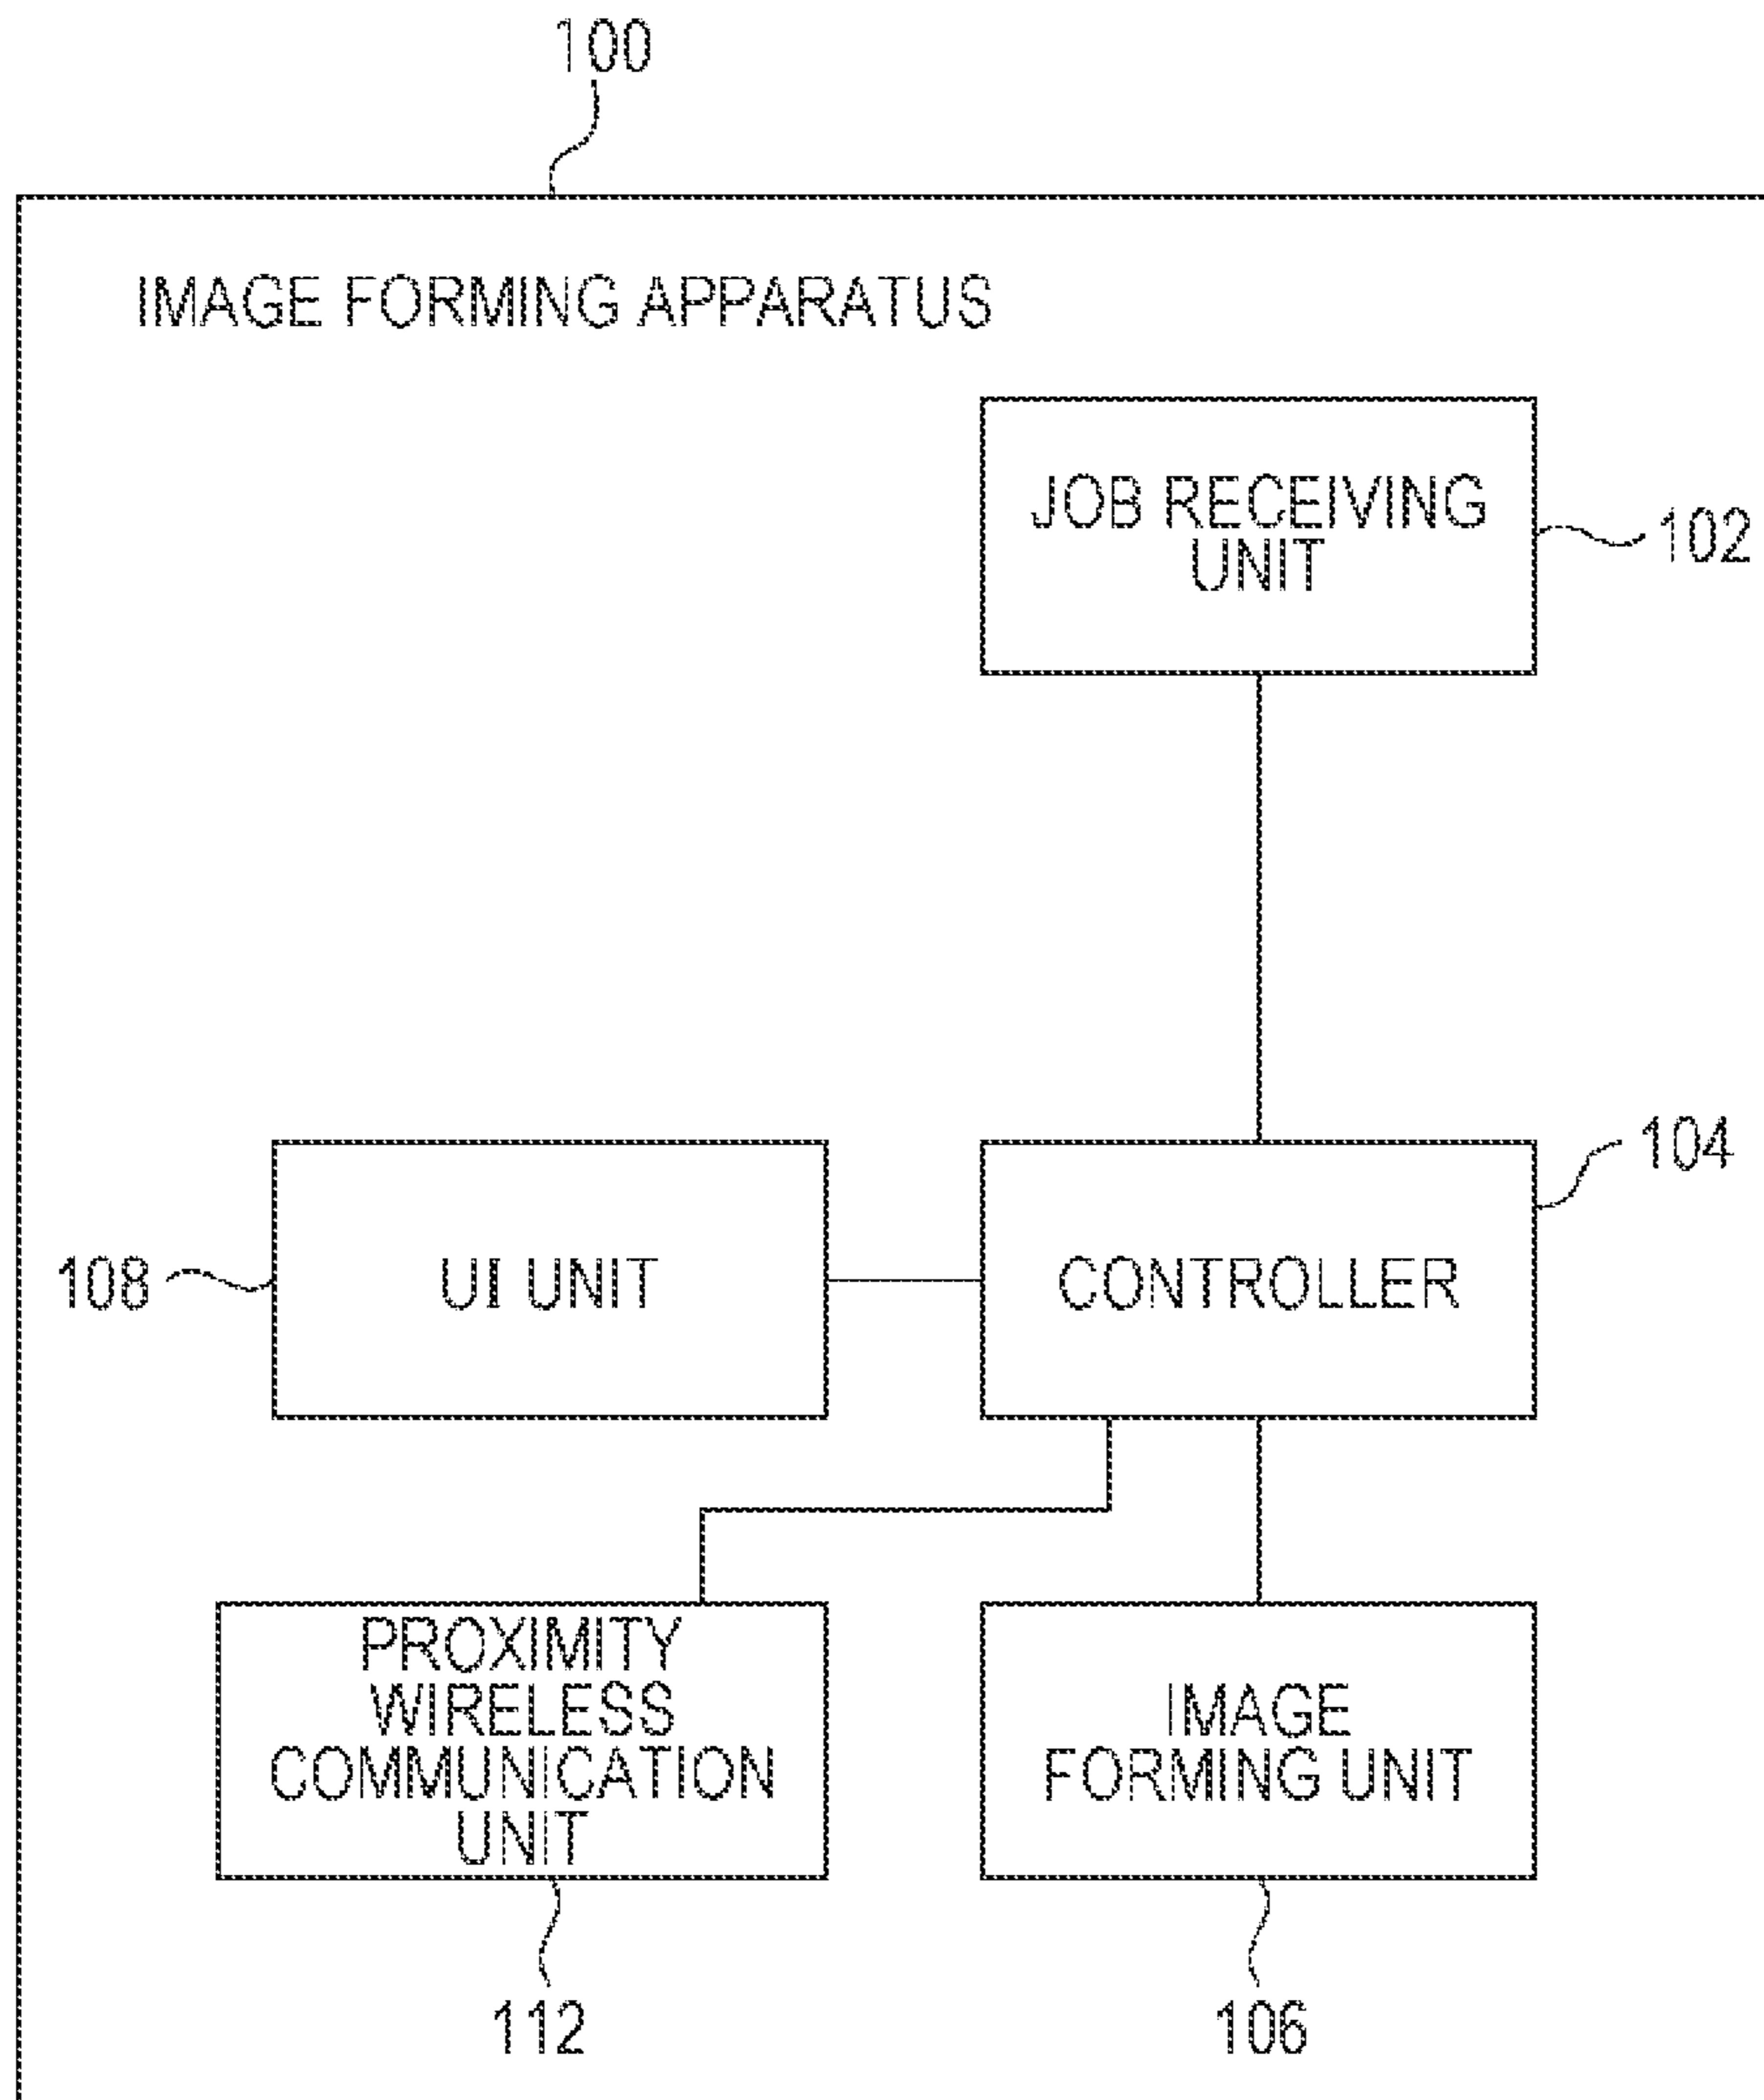 100
IMAGE FORMING APPARATUS
JOB RECEIVING
UNIT
102
104
108
UI UNIT
CONTROLLER
PROXIMITY
WIRELESS
COMMUNICATION
UNIT
IMAGE
FORMING UNIT
112
106